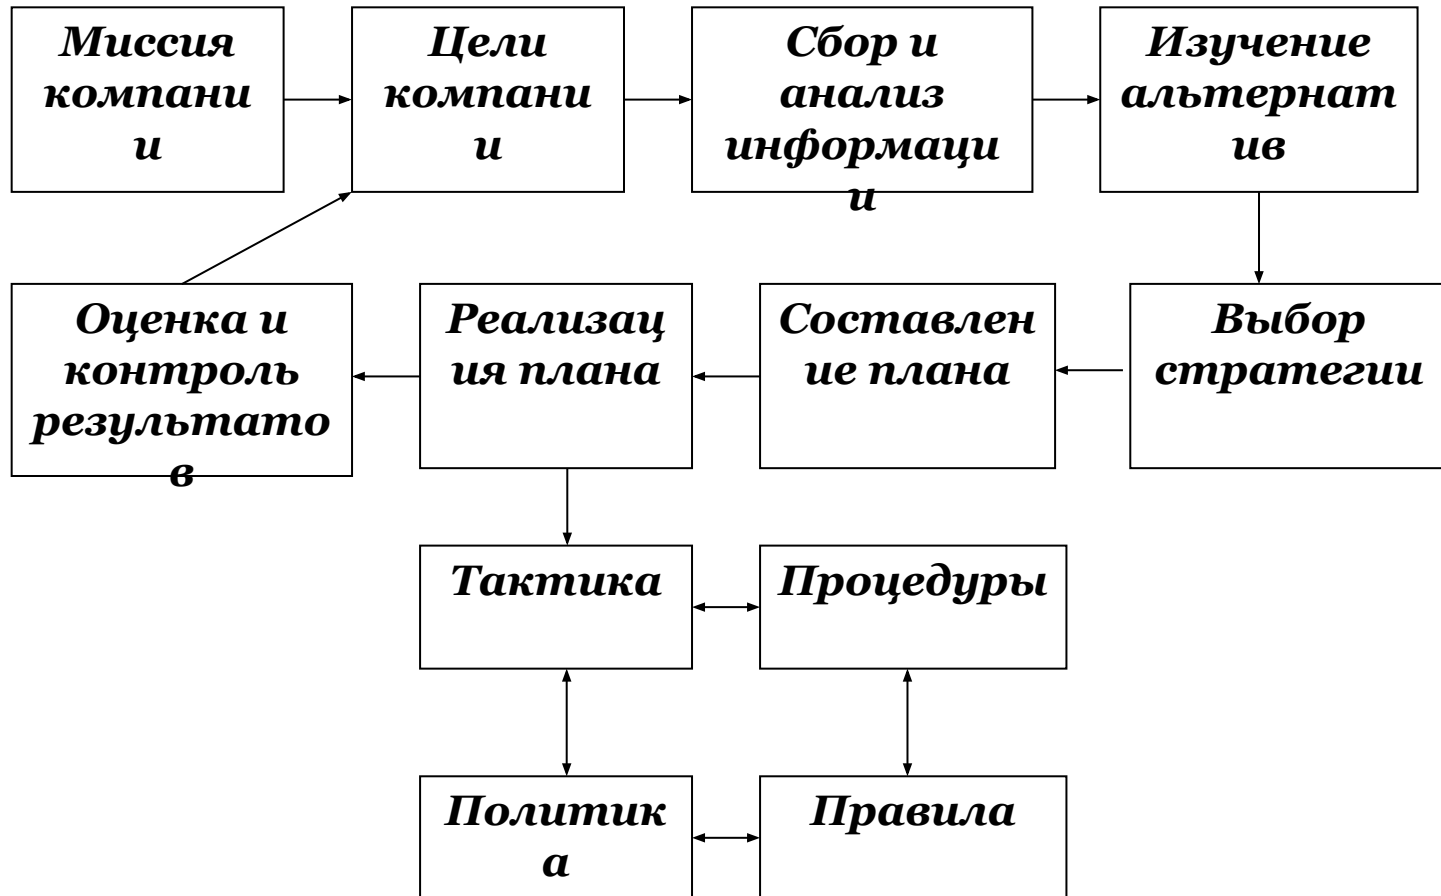 Миссия
компани
и
Цели
компани
и
Сбор и
анализ
информаци
и
Изучение
альтернат
ив
Оценка и
контроль
результато
в
Реализац
ия плана
Составлен
ие плана
Выбор
стратегии
Тактика
Процедуры
Политик
а
Правила